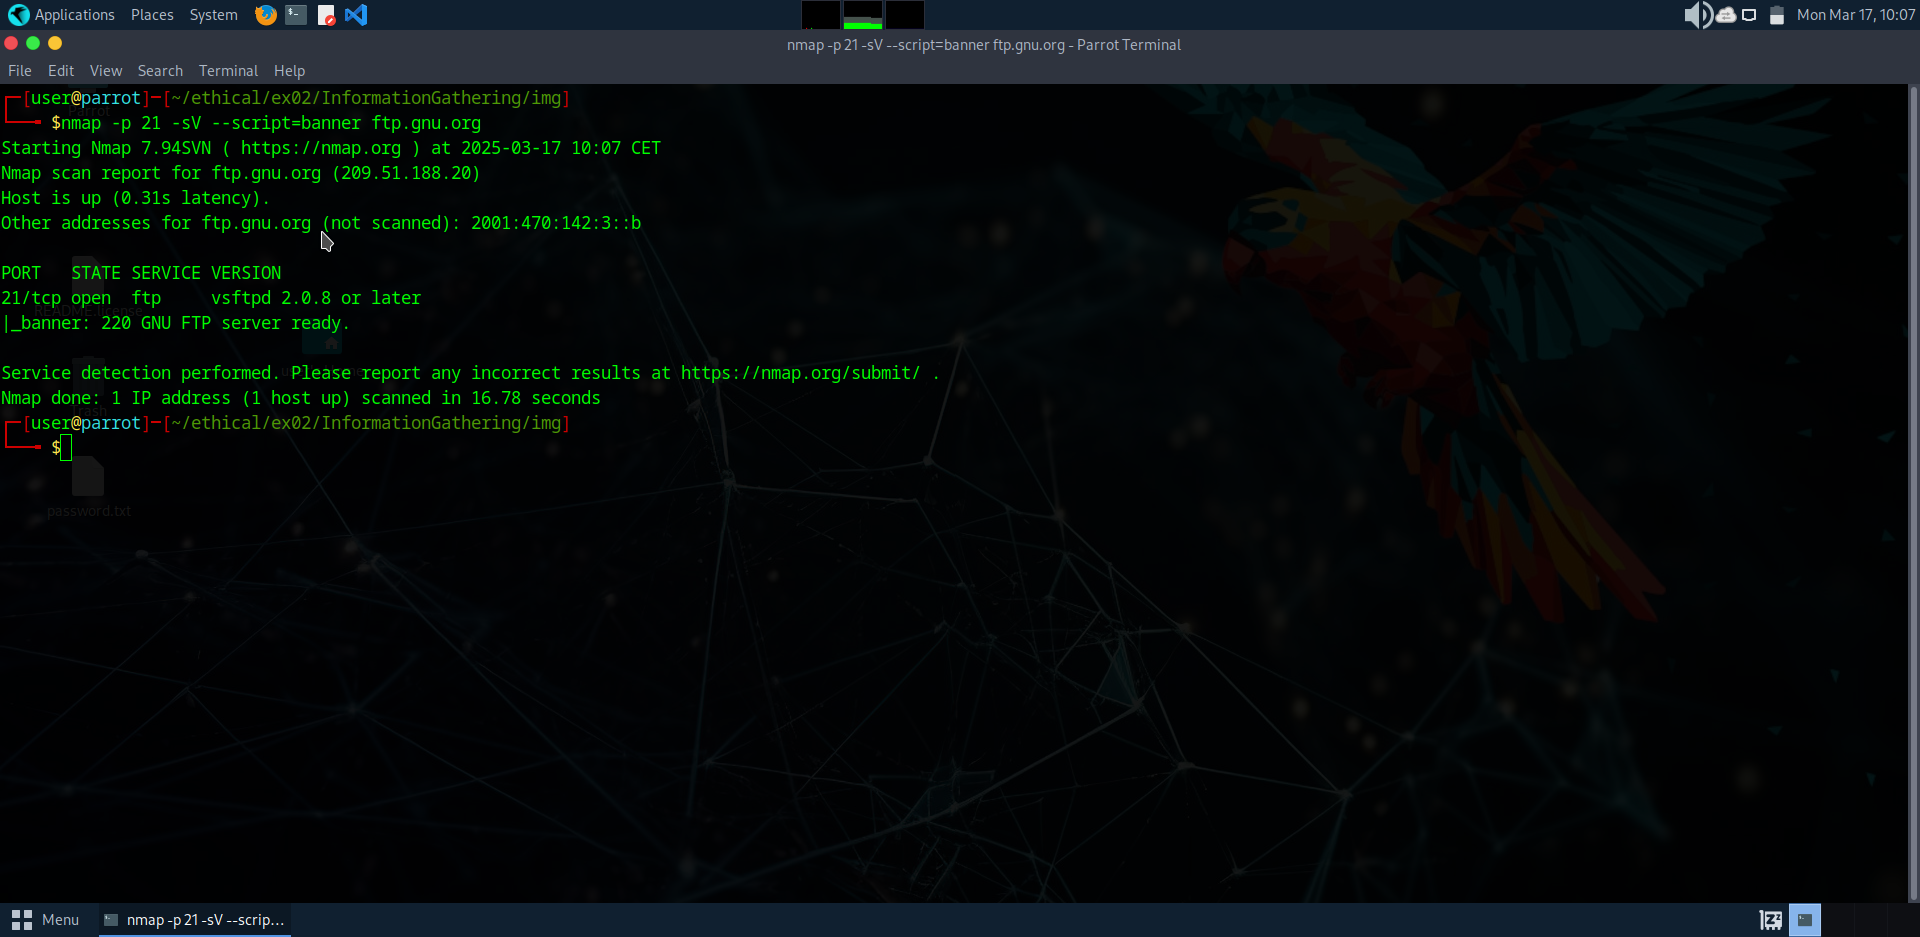 Applications Places System
Mon Mar 17, 10:07
nmap -p 21 -sV --script=banner ftp.gnu.org - Parrot Terminal
File Edit View Search Terminal Help
[user@parrot]─[~/ethical/ex02/InformationGathering/img]
$nmap -p 21 -sV --script=banner ftp.gnu.org
Starting Nmap 7.94SVN ( https://nmap.org ) at 2025-03-17 10:07 CET
Nmap scan report for ftp.gnu.org (209.51.188.20)
Host is up (0.31s latency).
Other addresses for ftp.gnu.org (not scanned): 2001:470:142:3::b
PORT   STATE SERVICE VERSION
21/tcp open  ftp     vsftpd 2.0.8 or later
README.license
|_banner: 220 GNU FTP server ready.
Service detection performed. Please report any incorrect results at https://nmap.org/submit/ .
Nmap done: 1 IP address (1 host up) scanned in 16.78 seconds
Trash
[user@parrot]─[~/ethical/ex02/InformationGathering/img]
$
password.txt
Menu
nmap -p 21 -sV --scrip...